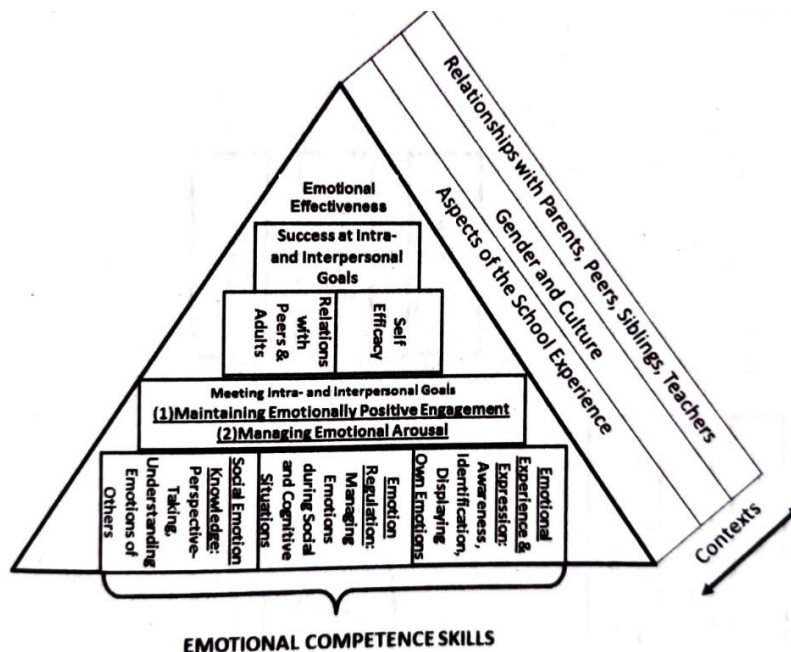 Emotional
Effectiveness
Success at Intra-
and Interpersonal
Goals
Relations
with
Peers &
Adults
Self
Efficacy
Meeting Intra- and Interpersonal Goals
(1)Maintaining Emotionally Positive Engagement
(2)Managing Emotional Arousal
Social Emotion
Knowledge:
Perspective-
Taking,
Understanding
Emotions of
Others
Emotion
Regulation:
Managing
Emotions
during Social
and Cognitive
Situations
Emotional
Experience &
Expression:
Awareness,
Identification,
Displaying
Own Emotions
EMOTIONAL COMPETENCE SKILLS
Relationships with Parents, Peers, Siblings, Teachers
Gender and Culture
Aspects of the School Experience
Contexts